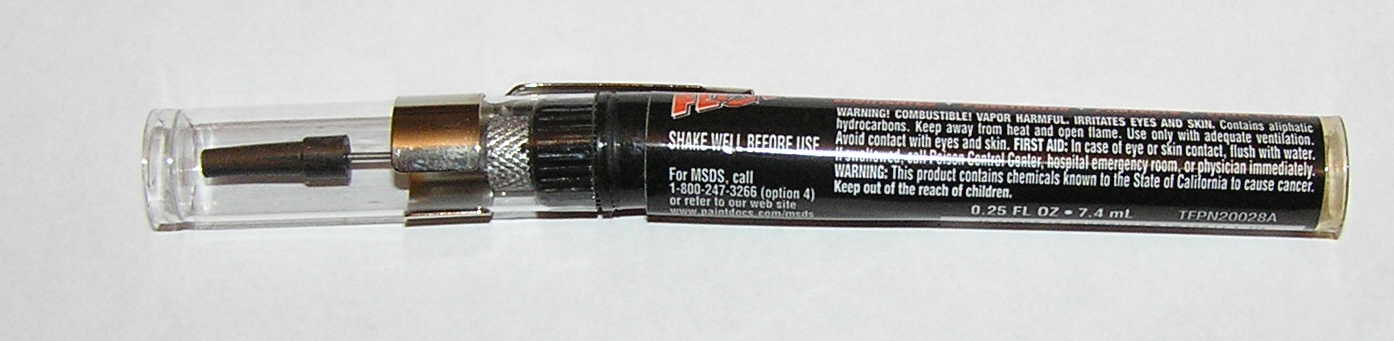 SHAKE WELL BEFORE USE
For MSDS, call
1-800-247-3266 (option 4)
or refer to our web site
www.paintdocs.com/msds
WARNING! COMBUSTIBLE! VAPOR HARMFUL. IRRITATES EYES AND SKIN. Contains aliphatic
hydrocarbons. Keep away from heat and open flame. Use only with adequate ventilation.
Avoid contact with eyes and skin. FIRST AID: In case of eye or skin contact, flush with water.
If swallowed, call Poison Control Center, hospital emergency room, or physician immediately.
WARNING: This product contains chemicals known to the State of California to cause cancer.
Keep out of the reach of children.
0.25 FL OZ • 7.4 mL
TFPN20028A